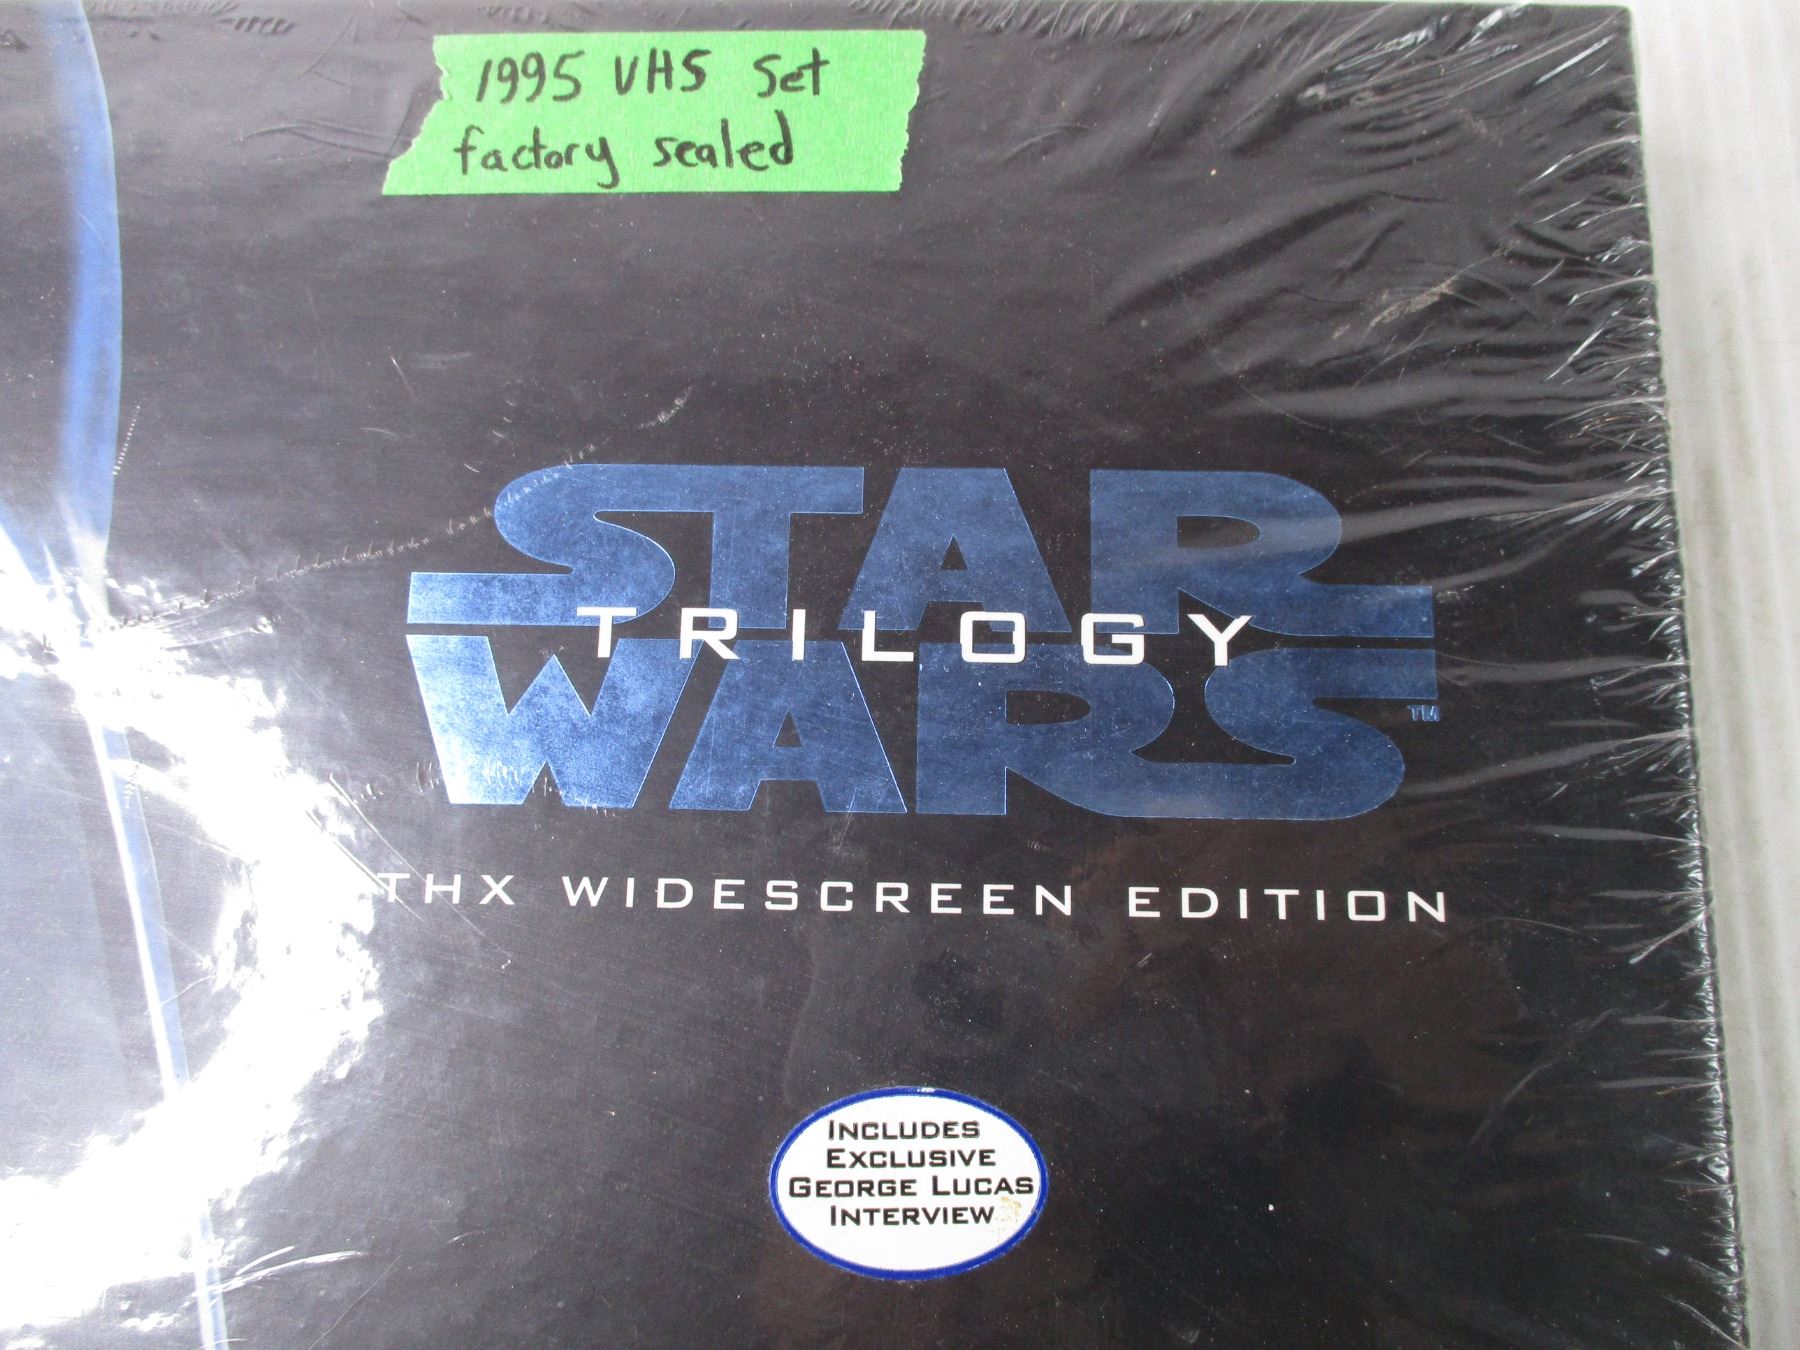 1995 VHS Set
factory sealed
STAR
TRILOGY
WARS
TM
THX WIDESCREEN EDITION
INCLUDES
EXCLUSIVE
GEORGE LUCAS
INTERVIEW